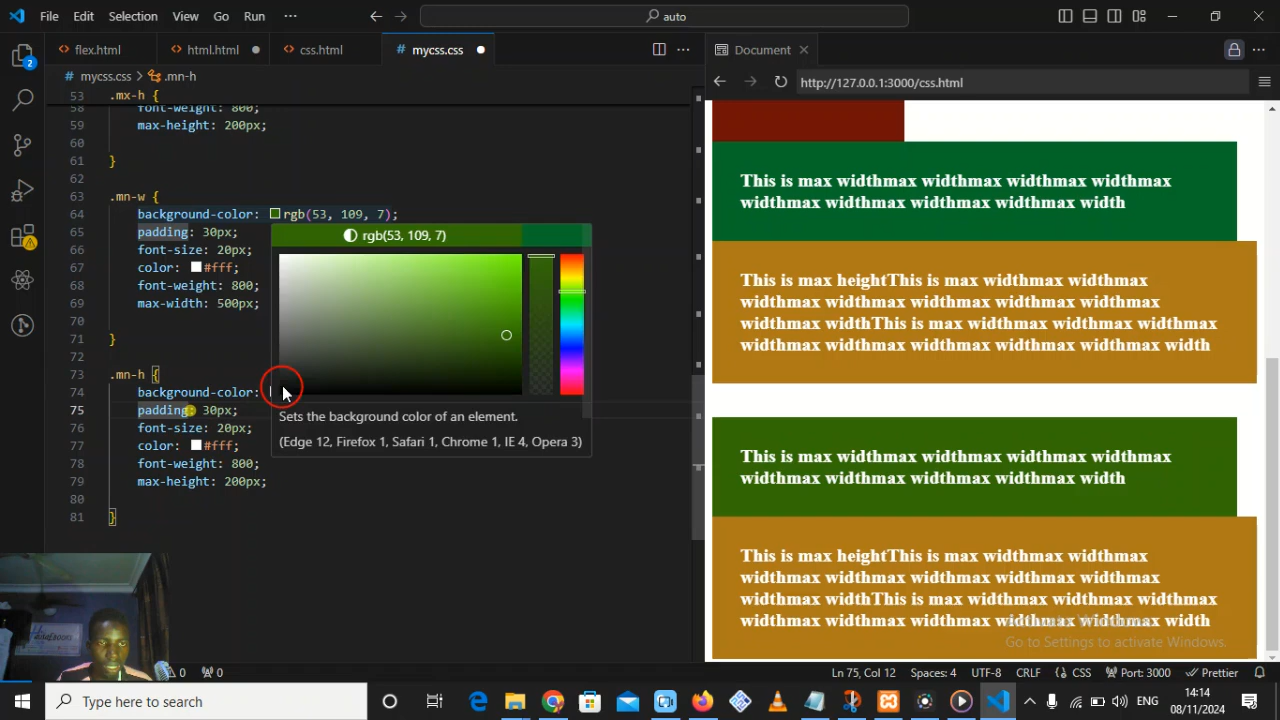 File Edit Selection View Go Run ··· auto
flex.html html.html css.html # mycss.css Document
# mycss.css > .mn-h http://127.0.0.1:3000/css.html
53 .mx-h {
58 font-weight: 800;
59 max-height: 200px;
60
61 }
62
63 .mn-w {
64 background-color: rgb(53, 109, 7);
65 padding: 30px;
66 font-size: 20px;
67 color: #fff;
68 font-weight: 800;
69 max-width: 500px;
70
71 }
72
73 .mn-h {
74 background-color:
75 padding: 30px;
76 font-size: 20px;
77 color: #fff;
78 font-weight: 800;
79 max-height: 200px;
80
81 }
rgb(53, 109, 7)
Sets the background color of an element.
(Edge 12, Firefox 1, Safari 1, Chrome 1, IE 4, Opera 3)
This is max widthmax widthmax widthmax widthmax
widthmax widthmax widthmax widthmax width
This is max heightThis is max widthmax widthmax
widthmax widthmax widthmax widthmax widthmax
widthmax widthThis is max widthmax widthmax widthmax
widthmax widthmax widthmax widthmax widthmax width
This is max widthmax widthmax widthmax widthmax
widthmax widthmax widthmax widthmax width
This is max heightThis is max widthmax widthmax
widthmax widthmax widthmax widthmax widthmax
widthmax widthThis is max widthmax widthmax widthmax
widthmax widthmax widthmax widthmax widthmax width
Activate Windows
Go to Settings to activate Windows.
0 0 Ln 75, Col 12 Spaces: 4 UTF-8 CRLF {} CSS Port: 3000 Prettier
2
Type here to search ENG 14:14
08/11/2024